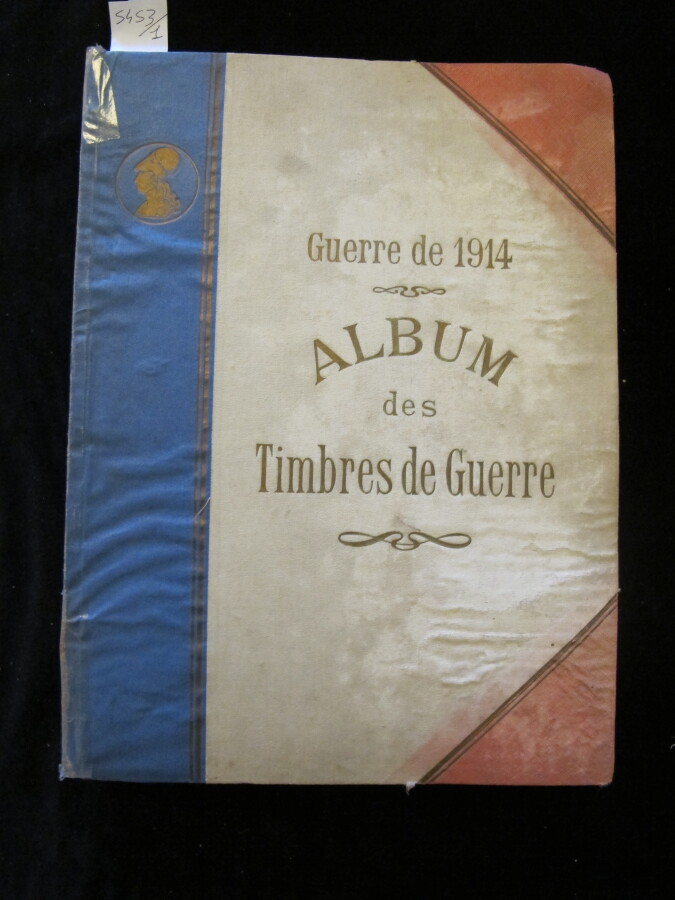 5453/1
Guerre de 1914
ALBUM
des
Timbres de Guerre